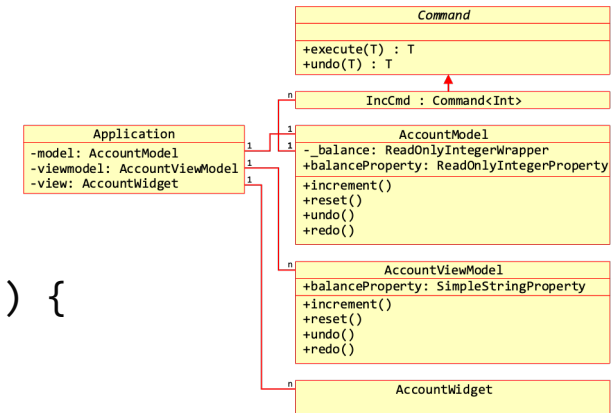 Command
+execute(T) : T
+undo(T) : T
n
IncCmd : Command<Int>
Application
-model: AccountModel
-viewmodel: AccountViewModel
-view: AccountWidget
1
1
1
1
1
AccountModel
-_balance: ReadOnlyIntegerWrapper
+balanceProperty: ReadOnlyIntegerProperty
+increment()
+reset()
+undo()
+redo()
n
AccountViewModel
+balanceProperty: SimpleStringProperty
+increment()
+reset()
+undo()
+redo()
) {
n
AccountWidget